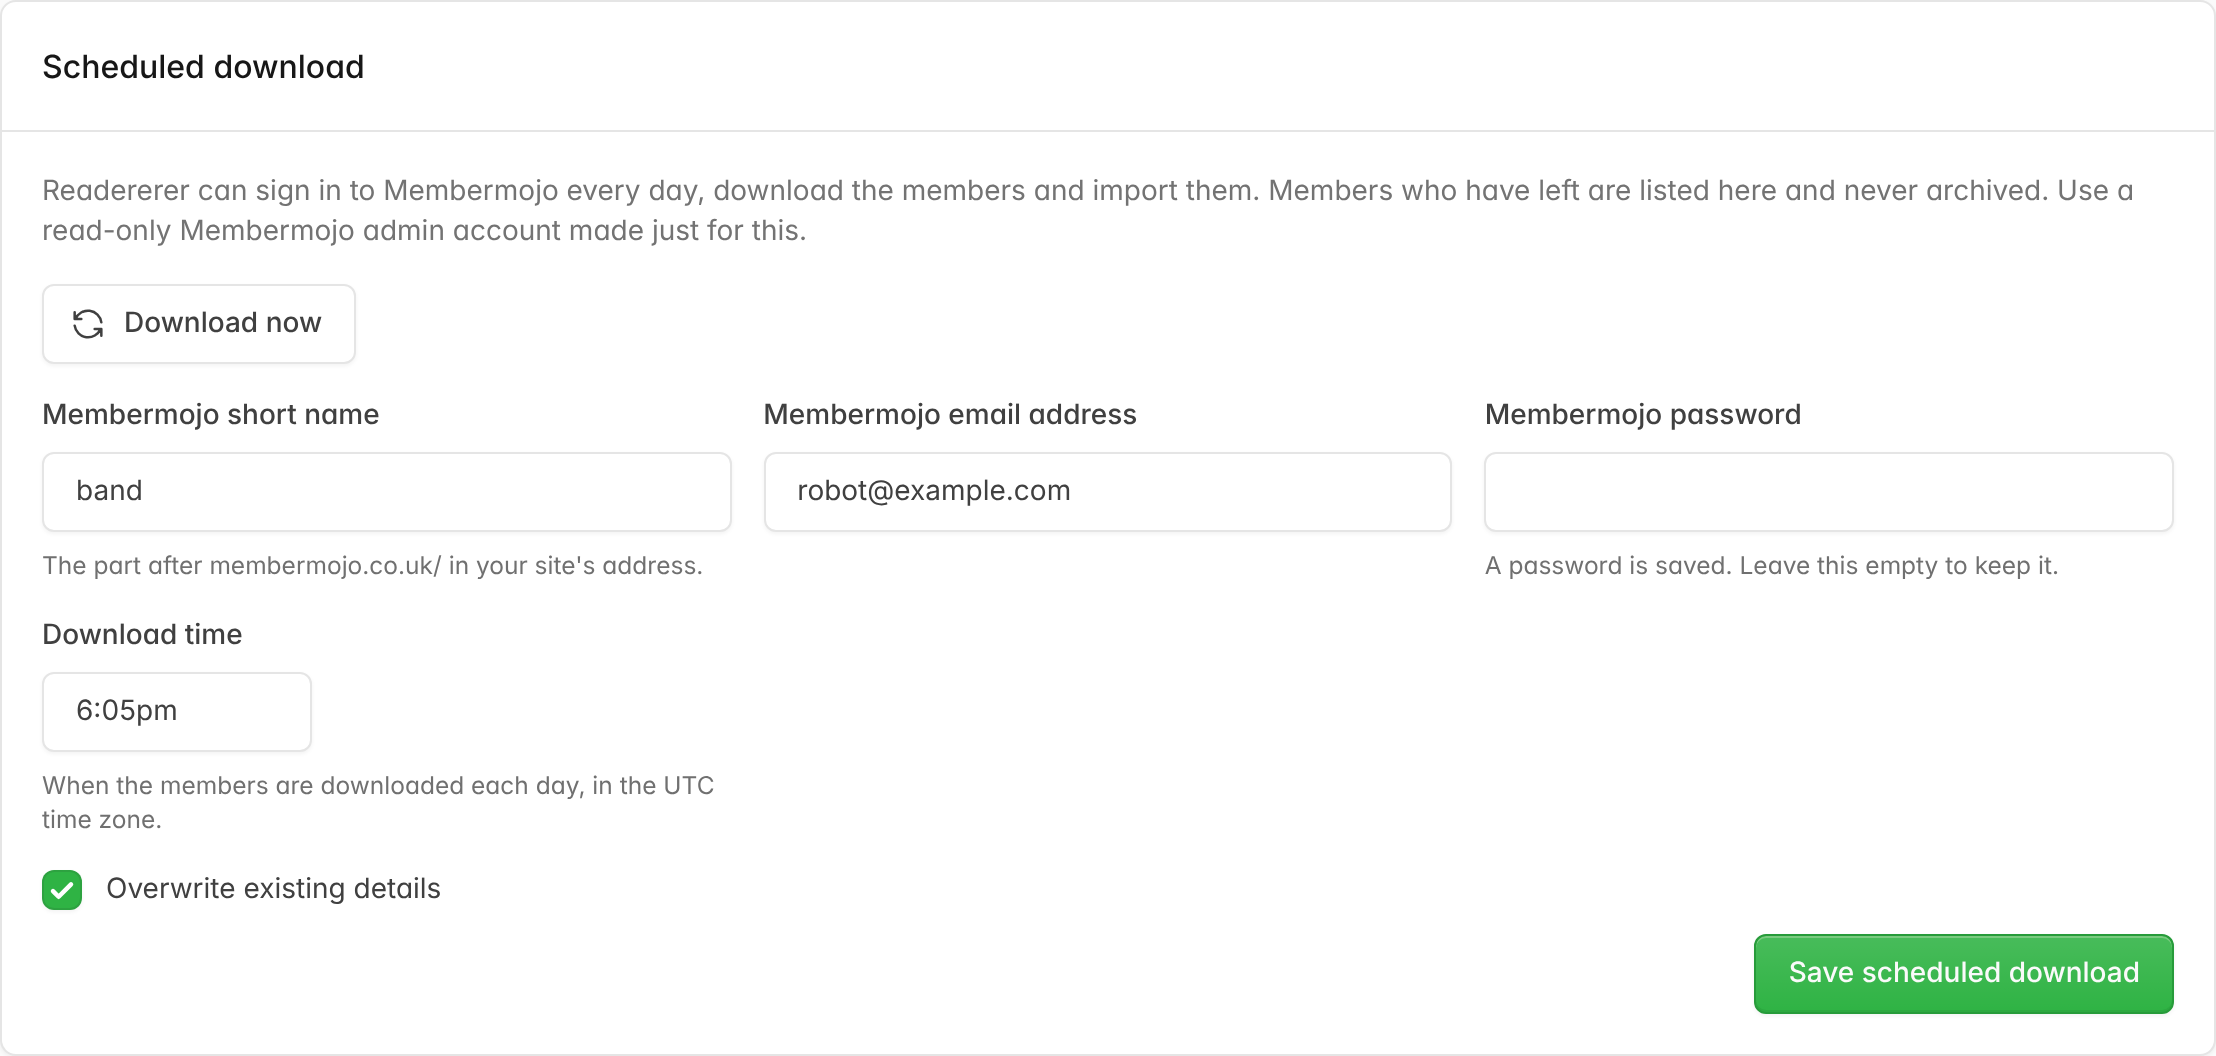 Scheduled download
Readererer can sign in to Membermojo every day, download the members and import them. Members who have left are listed here and never archived. Use a
read-only Membermojo admin account made just for this.
Download now
Membermojo short name
Membermojo email address
Membermojo password
band
robot@example.com
The part after membermojo.co.uk/ in your site's address.
A password is saved. Leave this empty to keep it.
Download time
6:05pm
When the members are downloaded each day, in the UTC
time zone.
Overwrite existing details
Save scheduled download